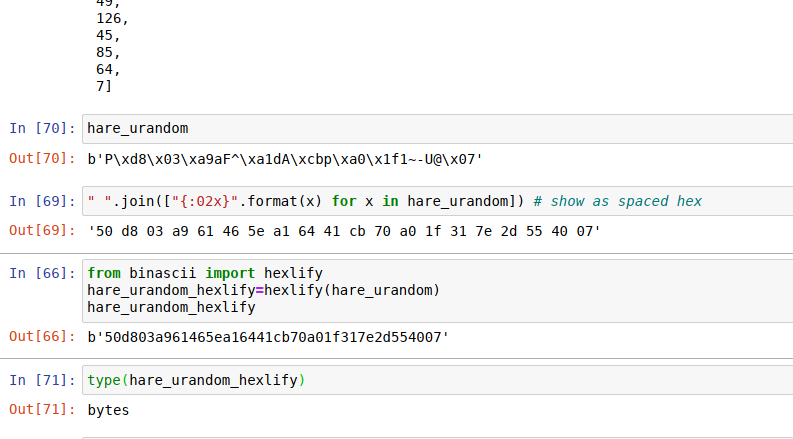 49,
126,
45,
85,
64,
7]
In [70]: hare_urandom
Out[70]: b'P\xd8\x03\xa9aF^\xa1dA\xcbp\xa0\x1f1~-U@\x07'
In [69]: " ".join(["{:02x}".format(x) for x in hare_urandom]) # show as spaced hex
Out[69]: '50 d8 03 a9 61 46 5e a1 64 41 cb 70 a0 1f 31 7e 2d 55 40 07'
In [66]: from binascii import hexlify
hare_urandom_hexlify=hexlify(hare_urandom)
hare_urandom_hexlify
Out[66]: b'50d803a961465ea16441cb70a01f317e2d554007'
In [71]: type(hare_urandom_hexlify)
Out[71]: bytes